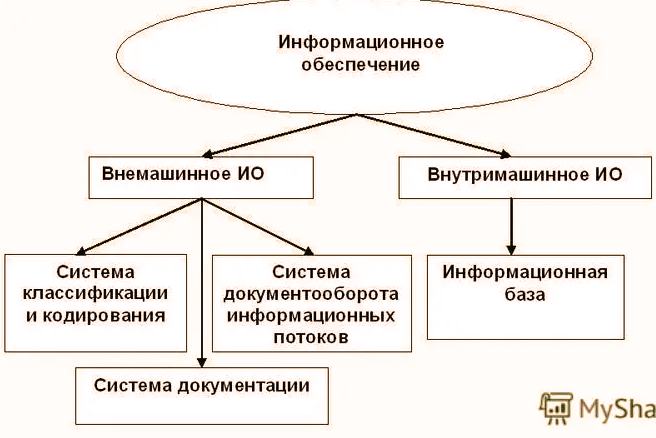 Информационное
обеспечение
Внемашинное ИО
Внутримашинное ИО
Система
классификации
и кодирования
Система
документооборота
информационных
потоков
Информационная
база
Система документации
MySha